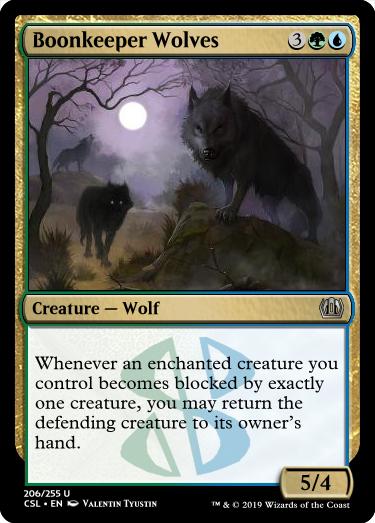 Boonkeeper Wolves 3
Creature — Wolf
Whenever an enchanted creature you
control becomes blocked by exactly
one creature, you may return the
defending creature to its owner's
hand.
5/4
206/255 U
CSL • EN Valentin Tyustin
™ & © 2019 Wizards of the Coast